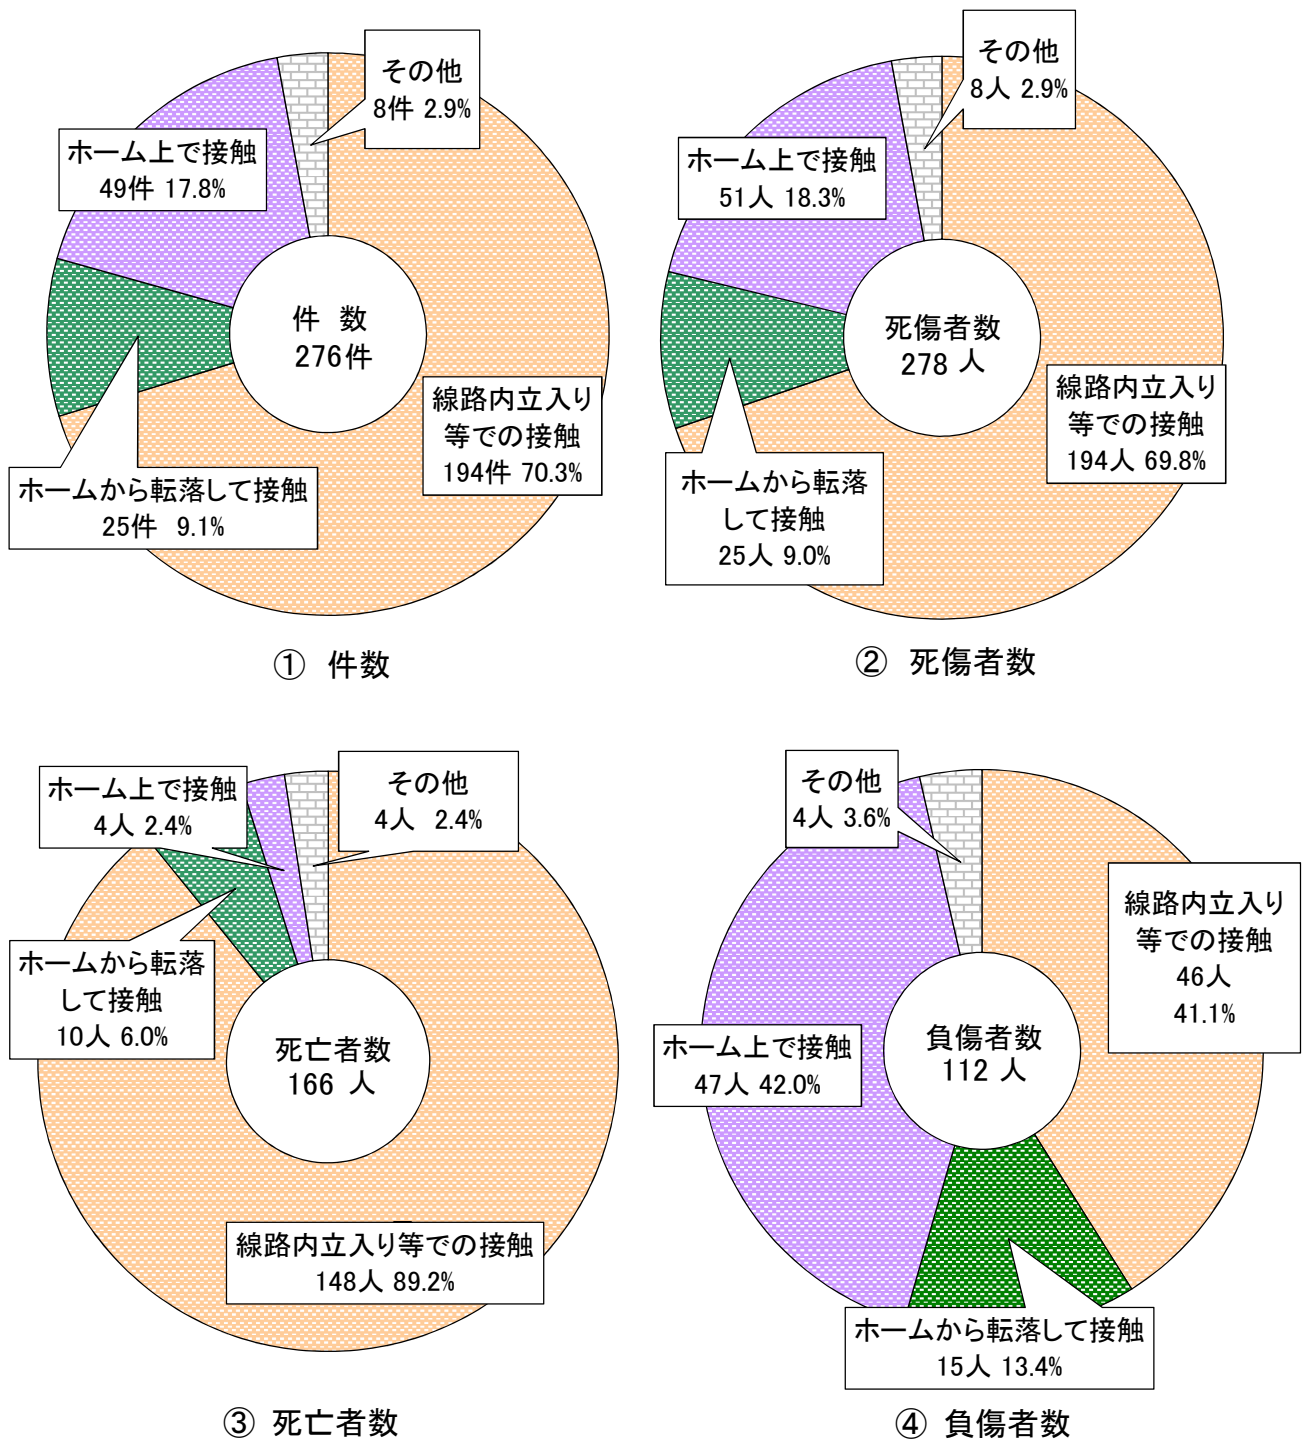 その他
8件 2.9%
ホーム上で接触
49件 17.8%
件 数
276件
線路内立入り
等での接触
194件 70.3%
ホームから転落して接触
25件 9.1%
① 件数
その他
8人 2.9%
ホーム上で接触
51人 18.3%
死傷者数
278 人
線路内立入り
等での接触
194人 69.8%
ホームから転落
して接触
25人 9.0%
② 死傷者数
ホーム上で接触
4人 2.4%
その他
4人 2.4%
ホームから転落
して接触
10人 6.0%
死亡者数
166 人
線路内立入り等での接触
148人 89.2%
③ 死亡者数
その他
4人 3.6%
線路内立入り
等での接触
46人
41.1%
ホーム上で接触
47人 42.0%
負傷者数
112 人
ホームから転落して接触
15人 13.4%
④ 負傷者数